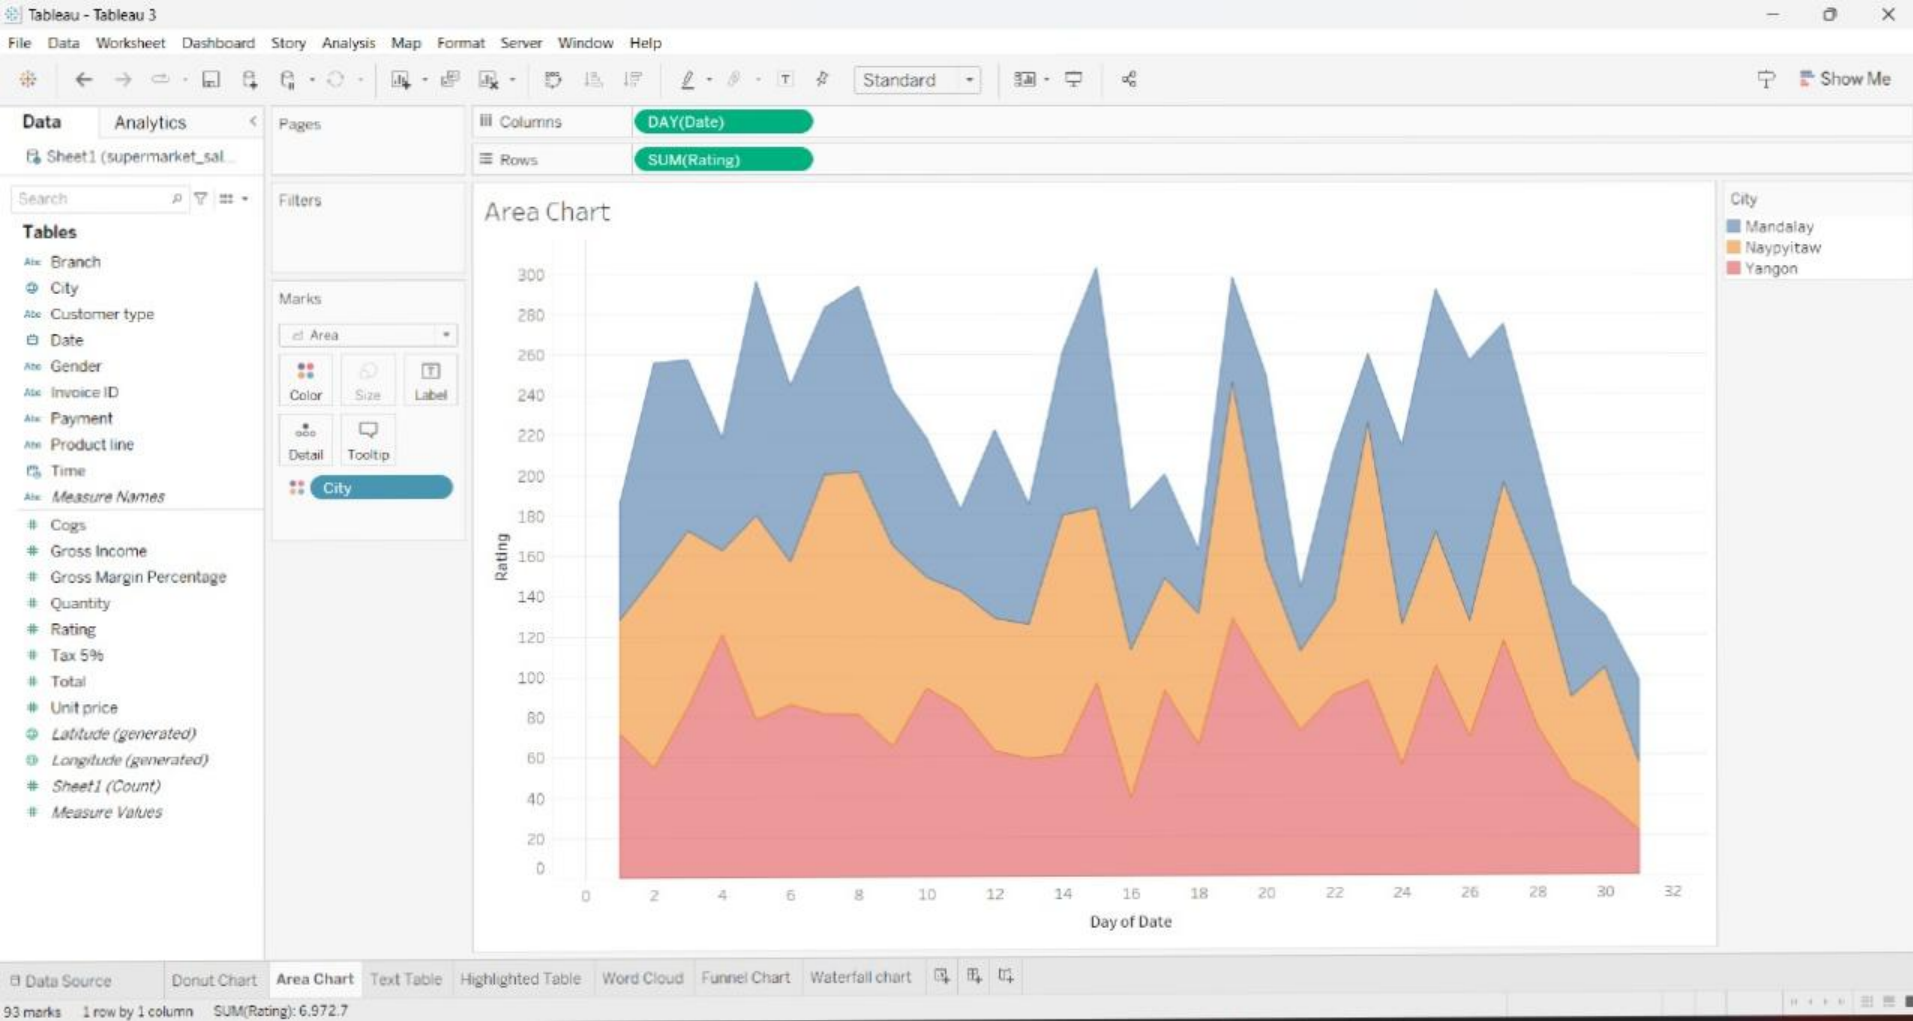 Tableau - Tableau 3
File Data Worksheet Dashboard Story Analysis Map Format Server Window Help
Standard
Show Me
Data Analytics
Sheet1 (supermarket_sal...
Search
Tables
Abc Branch
City
Abc Customer type
Date
Abc Gender
Abc Invoice ID
Abc Payment
Abc Product line
Time
Abc Measure Names
# Cogs
# Gross Income
# Gross Margin Percentage
# Quantity
# Rating
# Tax 5%
# Total
# Unit price
Latitude (generated)
Longitude (generated)
# Sheet1 (Count)
# Measure Values
Pages
Filters
Marks
Area
Color Size Label
Detail Tooltip
City
Columns DAY(Date)
Rows SUM(Rating)
Area Chart
300
280
260
240
220
200
180
160
140
120
100
80
60
40
20
0
Rating
0 2 4 6 8 10 12 14 16 18 20 22 24 26 28 30 32
Day of Date
City
Mandalay
Naypyitaw
Yangon
Data Source Donut Chart Area Chart Text Table Highlighted Table Word Cloud Funnel Chart Waterfall chart
93 marks 1 row by 1 column SUM(Rating): 6,972.7